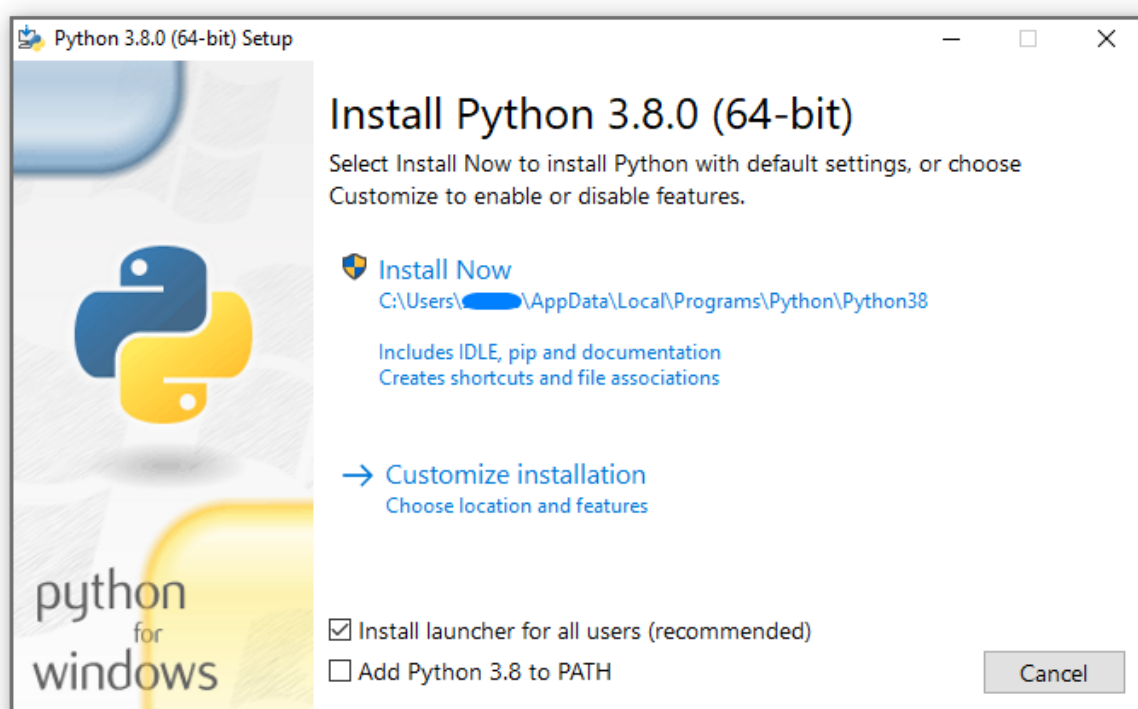 Python 3.8.0 (64-bit) Setup
Install Python 3.8.0 (64-bit)
Select Install Now to install Python with default settings, or choose
Customize to enable or disable features.
Install Now
C:\Users\ \AppData\Local\Programs\Python\Python38
Includes IDLE, pip and documentation
Creates shortcuts and file associations
Customize installation
Choose location and features
python
for
windows
Install launcher for all users (recommended)
Add Python 3.8 to PATH
Cancel